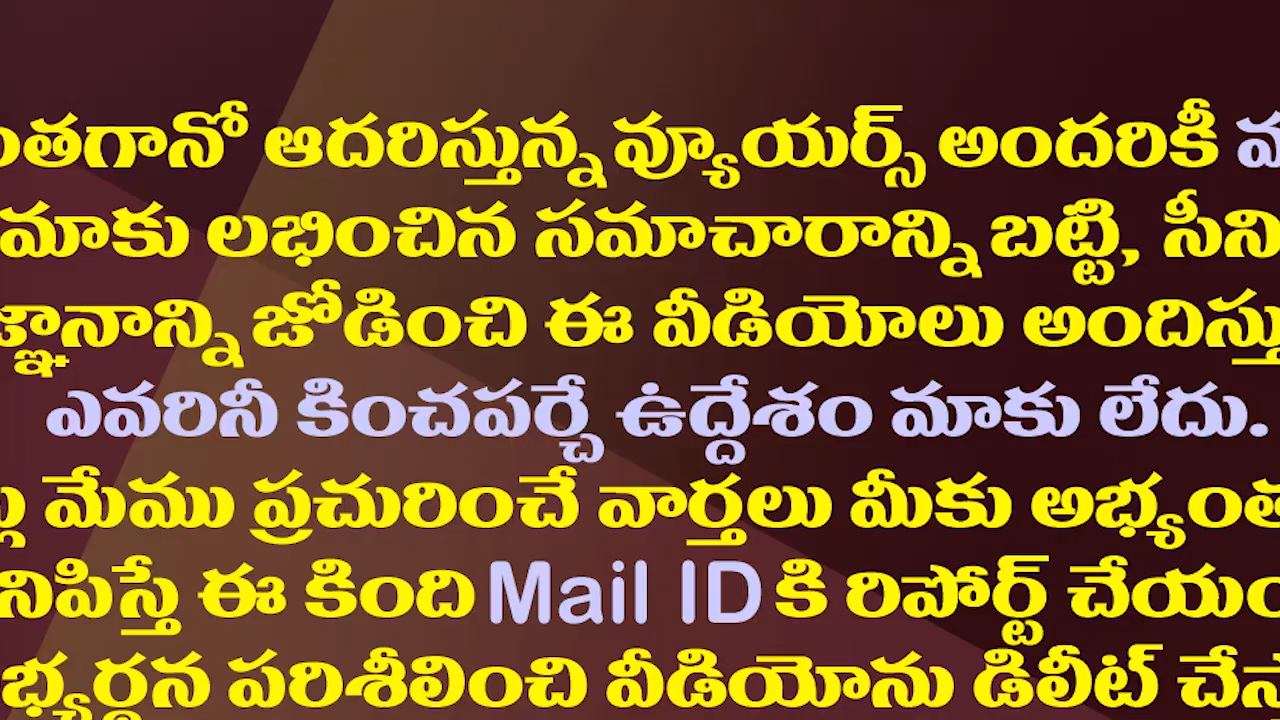 ఆదరిస్తున్న వ్యూయర్స్ అందరికీ
మాకు లభించిన సమాచారాన్ని బట్టి,
జోడించి ఈ వీడియోలు
ఎవరినీ కించపర్చే ఉద్దేశం మాకు లేదు.
మేము ప్రచురించే వార్తలు మీకు
ఈ కింది Mail ID కి రిపోర్ట్
పరిశీలించి వీడియోను డిలీట్